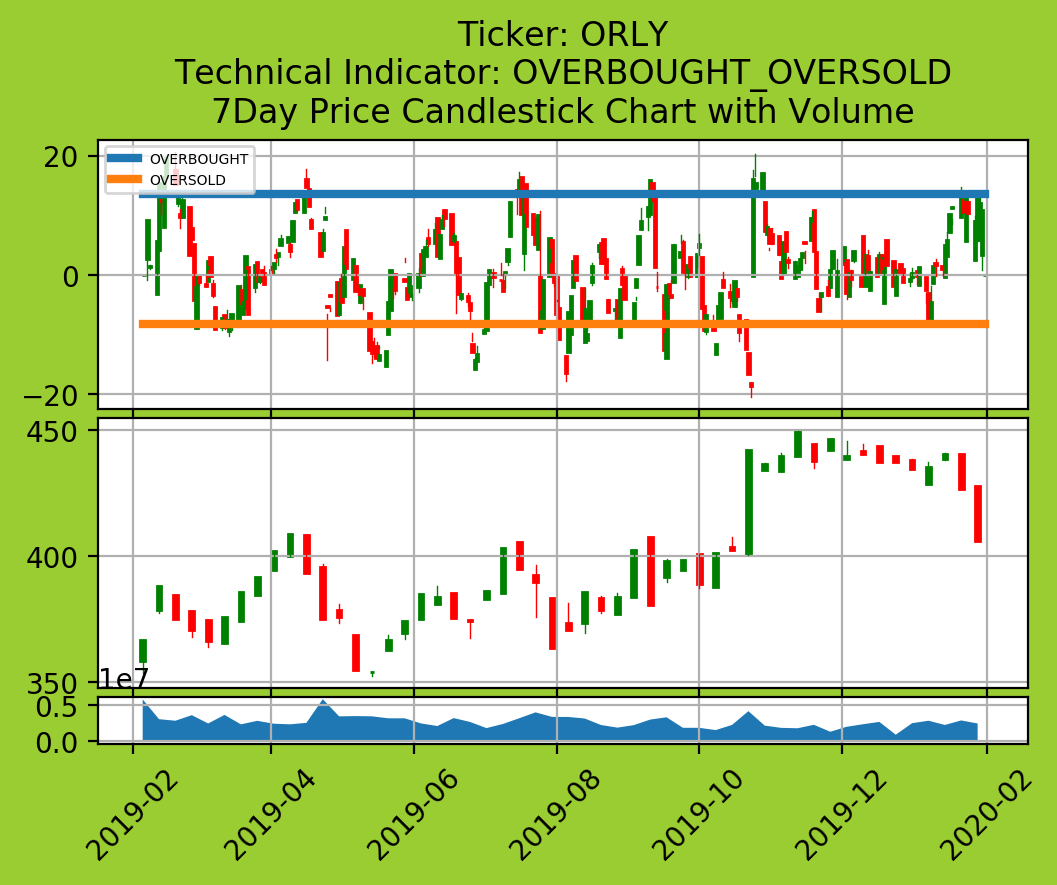 Ticker: ORLY
Technical Indicator: OVERBOUGHT_OVERSOLD
7Day Price Candlestick Chart with Volume
OVERBOUGHT
OVERSOLD
20
0
−20
450
400
350
1e7
0.5
0.0
2019-02
2019-04
2019-06
2019-08
2019-10
2019-12
2020-02